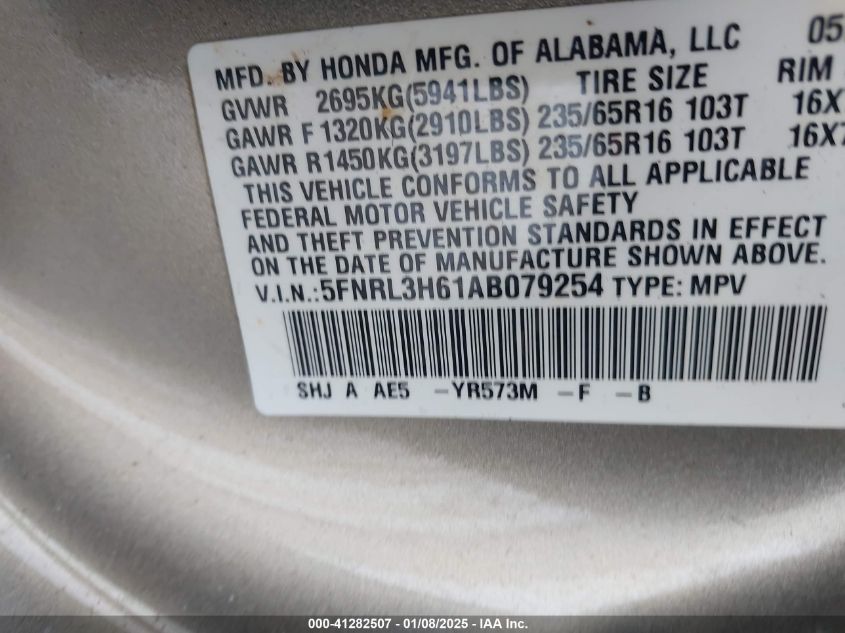 MFD. BY HONDA MFG. OF ALABAMA, LLC 05
GVWR 2695KG(5941LBS) TIRE SIZE RIM
GAWR F 1320KG(2910LBS) 235/65R16 103T 16X7
GAWR R1450KG(3197LBS) 235/65R16 103T 16X7
THIS VEHICLE CONFORMS TO ALL APPLICABLE
FEDERAL MOTOR VEHICLE SAFETY
AND THEFT PREVENTION STANDARDS IN EFFECT
ON THE DATE OF MANUFACTURE SHOWN ABOVE.
V.I.N.:5FNRL3H61AB079254 TYPE: MPV
SHJ A AE5 -YR573M -F -B
000-41282507 - 01/08/2025 - IAA Inc.